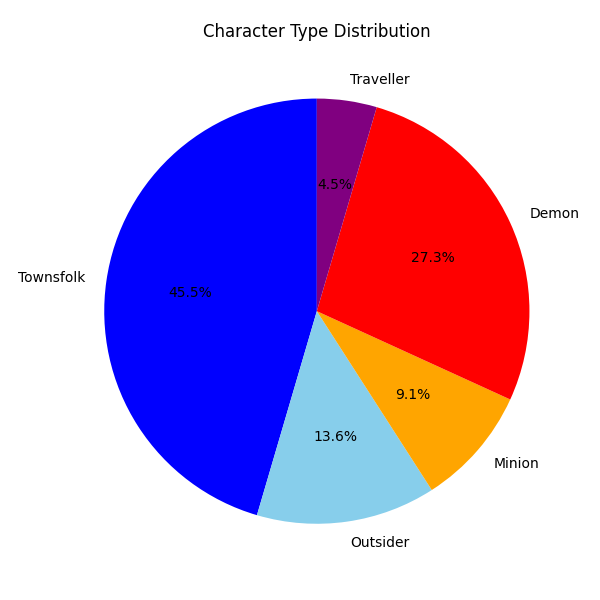 Character Type Distribution
Traveller
4.5%
Demon
27.3%
Townsfolk
45.5%
9.1%
13.6%
Minion
Outsider